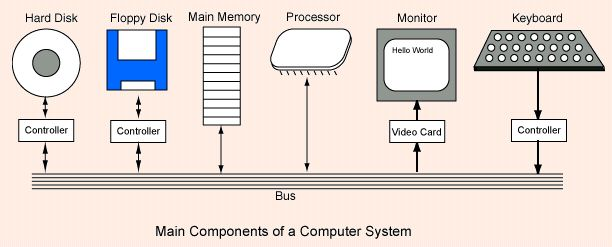 Hard Disk
Floppy Disk
Main Memory
Processor
Monitor
Keyboard
Hello World
Controller
Controller
Video Card
Controller
Bus
Main Components of a Computer System